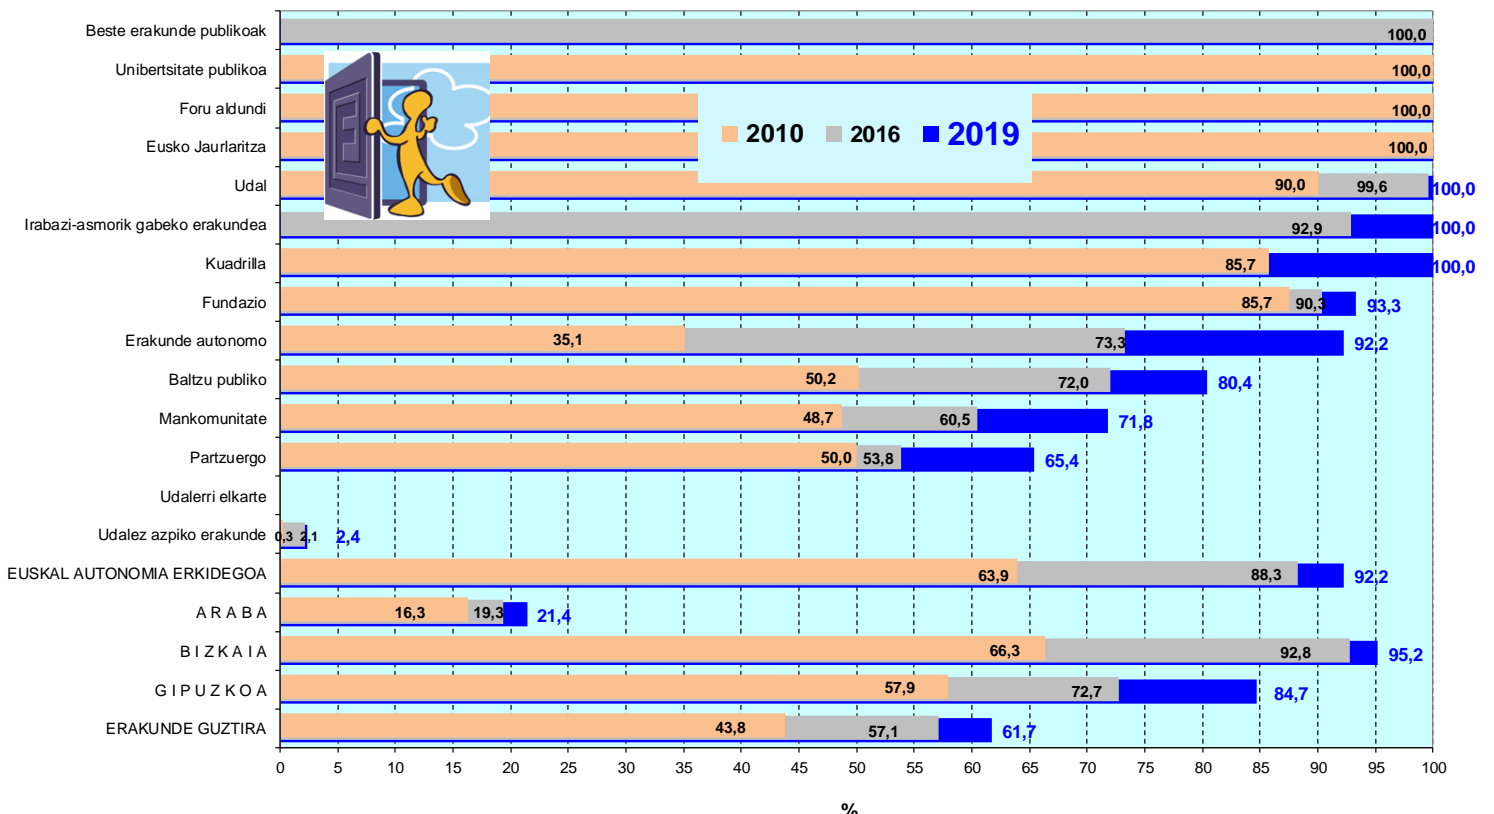 Beste erakunde publikoak 100,0
Unibertsitate publikoa 100,0
Foru aldundi 100,0
Eusko Jaurlaritza 100,0
2010 2016 2019
Udal 90,0 99,6 100,0
Irabazi-asmorik gabeko erakundea 92,9 100,0
Kuadrilla 85,7 100,0
Fundazio 85,7 90,3 93,3
Erakunde autonomo 35,1 73,3 92,2
Baltzu publiko 50,2 72,0 80,4
Mankomunitate 48,7 60,5 71,8
Partzuergo 50,0 53,8 65,4
Udalerri elkarte
Udalez azpiko erakunde 0,3 2,1 2,4
EUSKAL AUTONOMIA ERKIDEGOA 63,9 88,3 92,2
A R A B A 16,3 19,3 21,4
B I Z K A I A 66,3 92,8 95,2
G I P U Z K O A 57,9 72,7 84,7
ERAKUNDE GUZTIRA 43,8 57,1 61,7
0 5 10 15 20 25 30 35 40 45 50 55 60 65 70 75 80 85 90 95 100
%